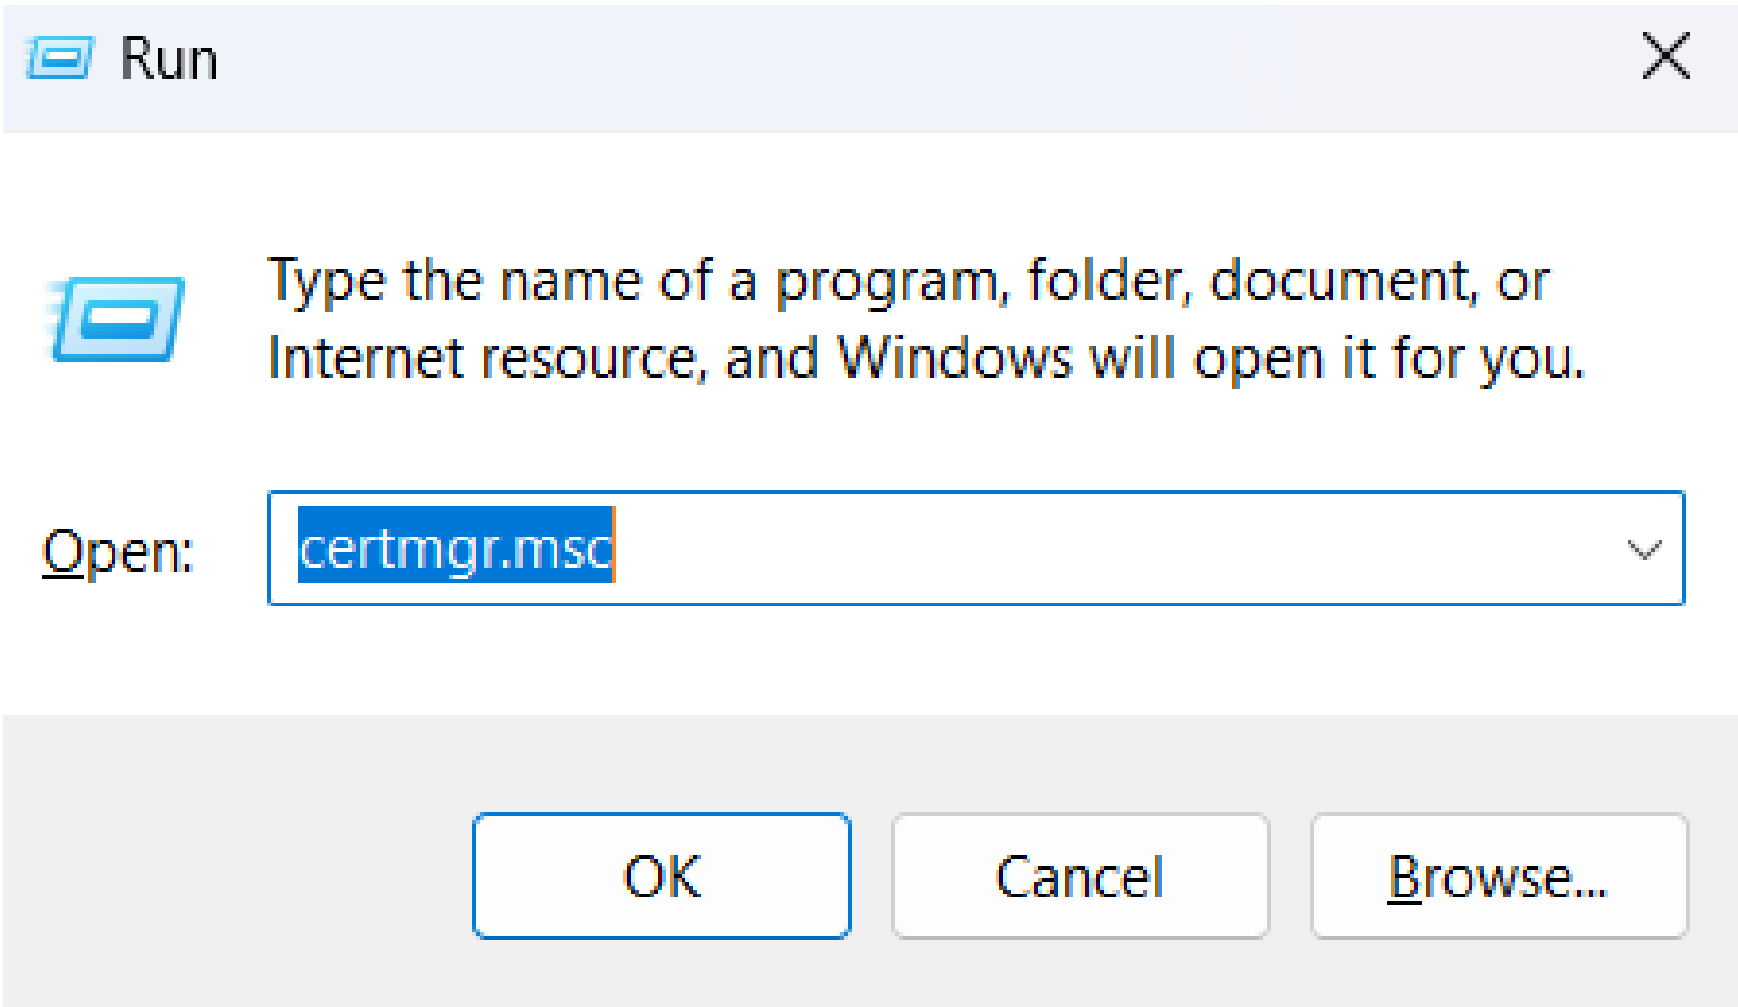 Run
Type the name of a program, folder, document, or
Internet resource, and Windows will open it for you.
Open: certmgr.msc
OK Cancel Browse...